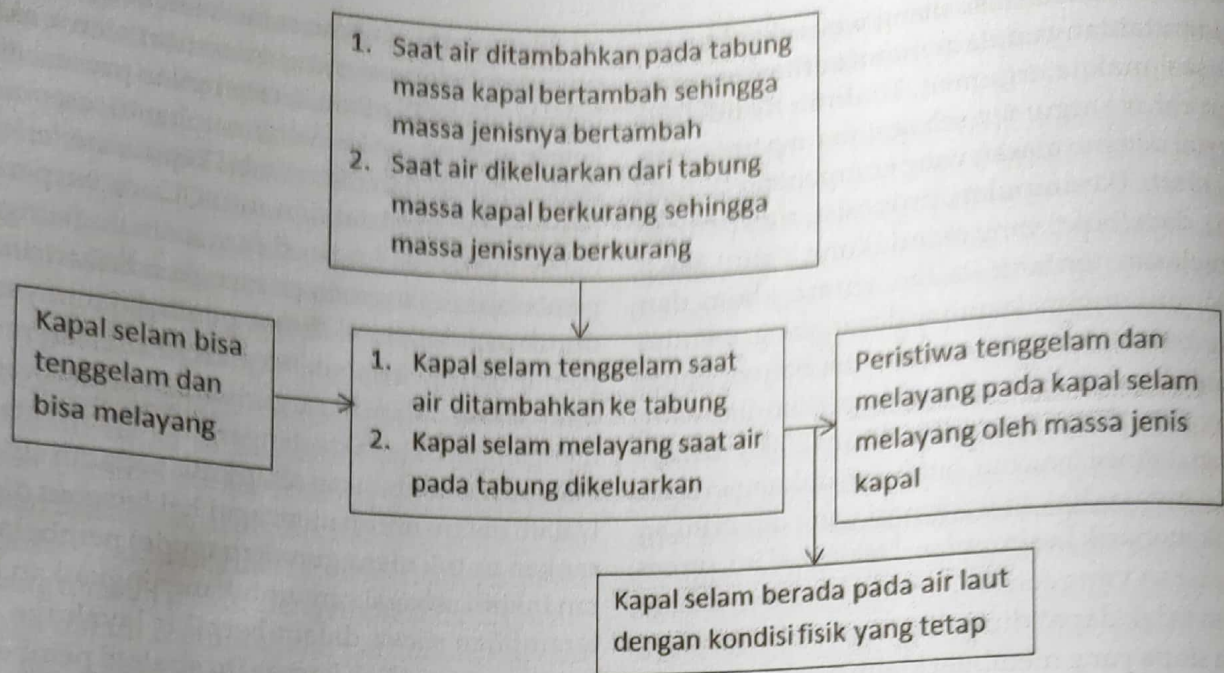 1. Saat air ditambahkan pada tabung
massa kapal bertambah sehingga
massa jenisnya bertambah
2. Saat air dikeluarkan dari tabung
massa kapal berkurang sehingga
massa jenisnya berkurang
Kapal selam bisa
tenggelam dan
bisa melayang
1. Kapal selam tenggelam saat
air ditambahkan ke tabung
2. Kapal selam melayang saat air
pada tabung dikeluarkan
Peristiwa tenggelam dan
melayang pada kapal selam
melayang oleh massa jenis
kapal
Kapal selam berada pada air laut
dengan kondisi fisik yang tetap